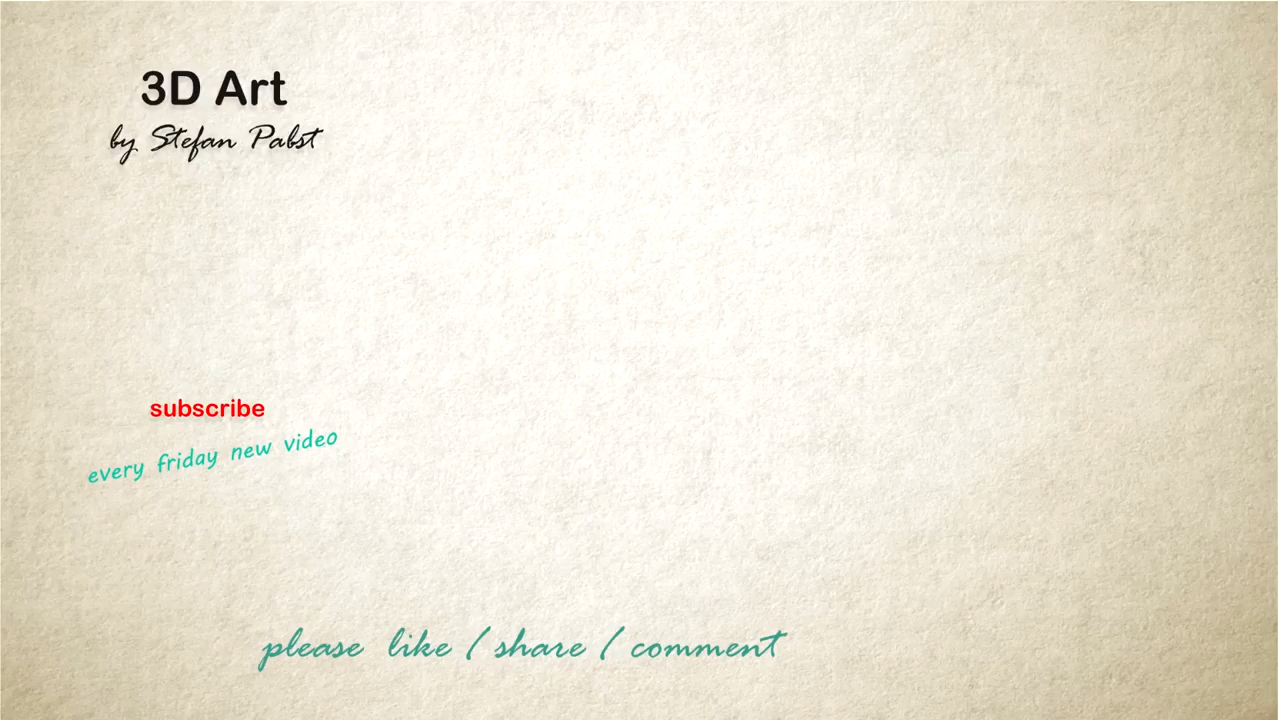 3D Art
by Stefan Pabst
subscribe
every friday new video
please like / share / comment